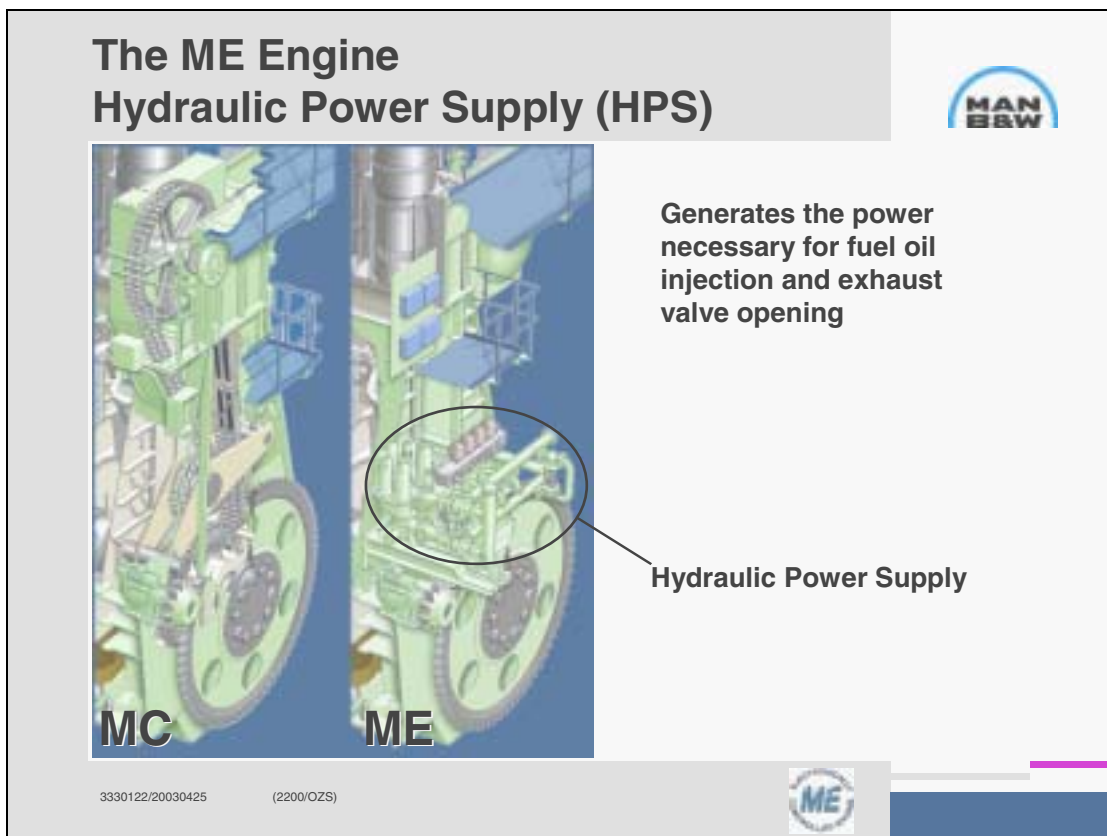 The ME Engine
Hydraulic Power Supply (HPS)
MAN
B&W
Generates the power
necessary for fuel oil
injection and exhaust
valve opening
Hydraulic Power Supply
MC
ME
3330122/20030425 (2200/OZS)
ME